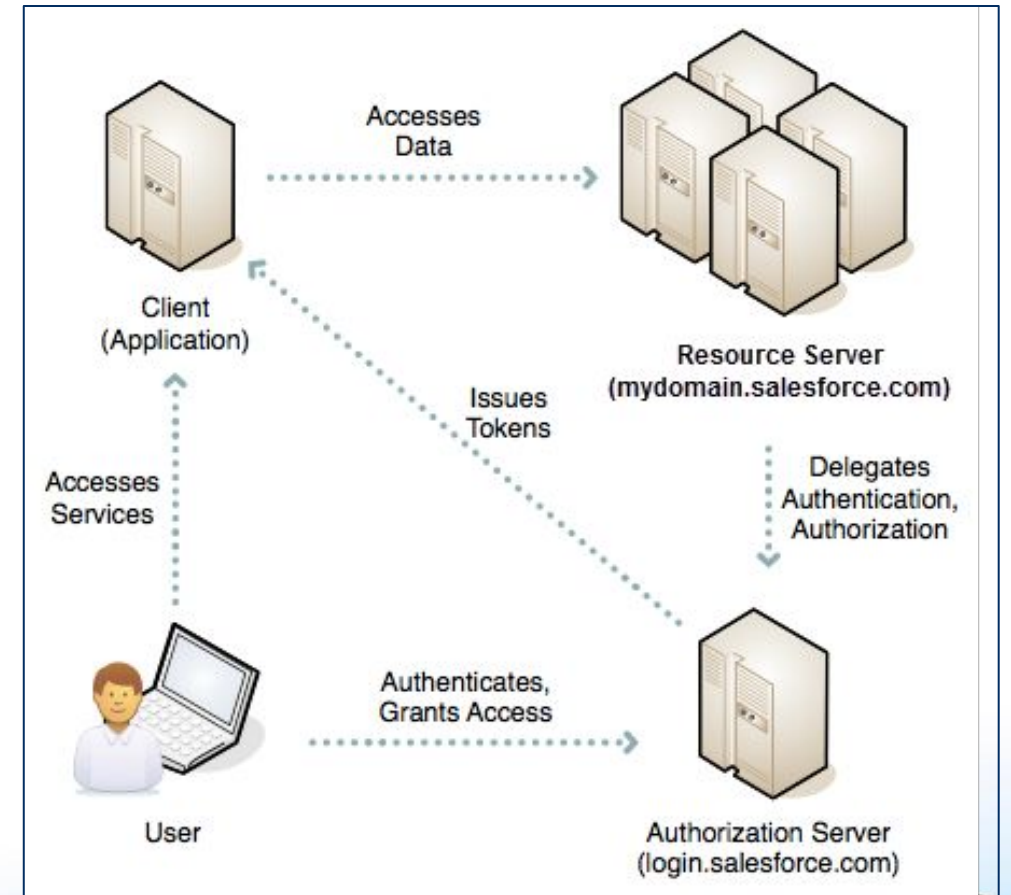 Accesses
Data
Client
(Application)
Resource Server
(mydomain.salesforce.com)
Issues
Tokens
Delegates
Authentication,
Authorization
Accesses
Services
Authenticates,
Grants Access
User
Authorization Server
(login.salesforce.com)